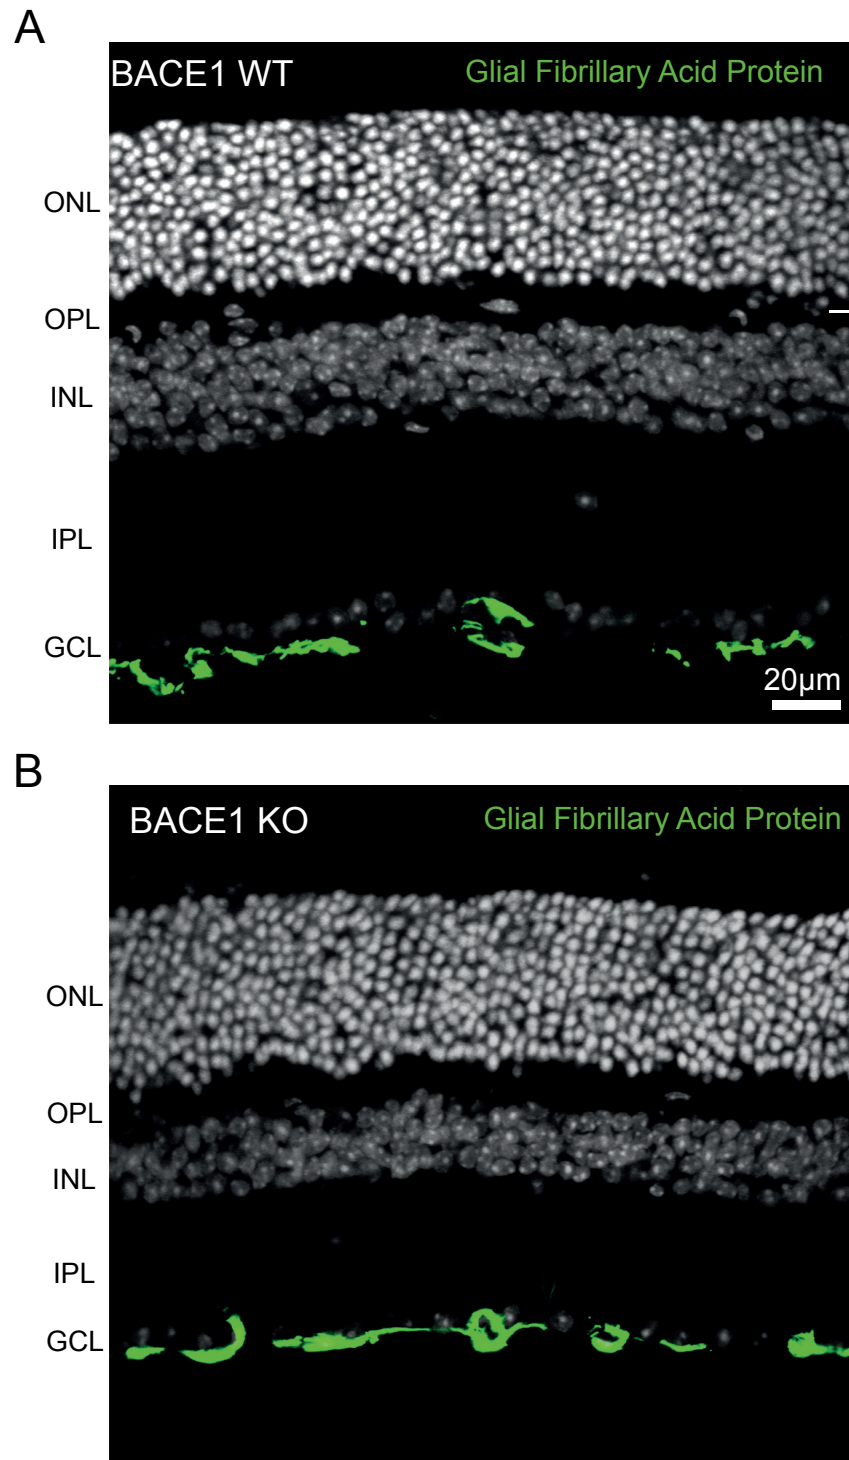 A
BACE1 WT
Glial Fibrillary Acid Protein
ONL
OPL
INL
IPL
GCL
20µm
B
BACE1 KO
Glial Fibrillary Acid Protein
ONL
OPL
INL
IPL
GCL